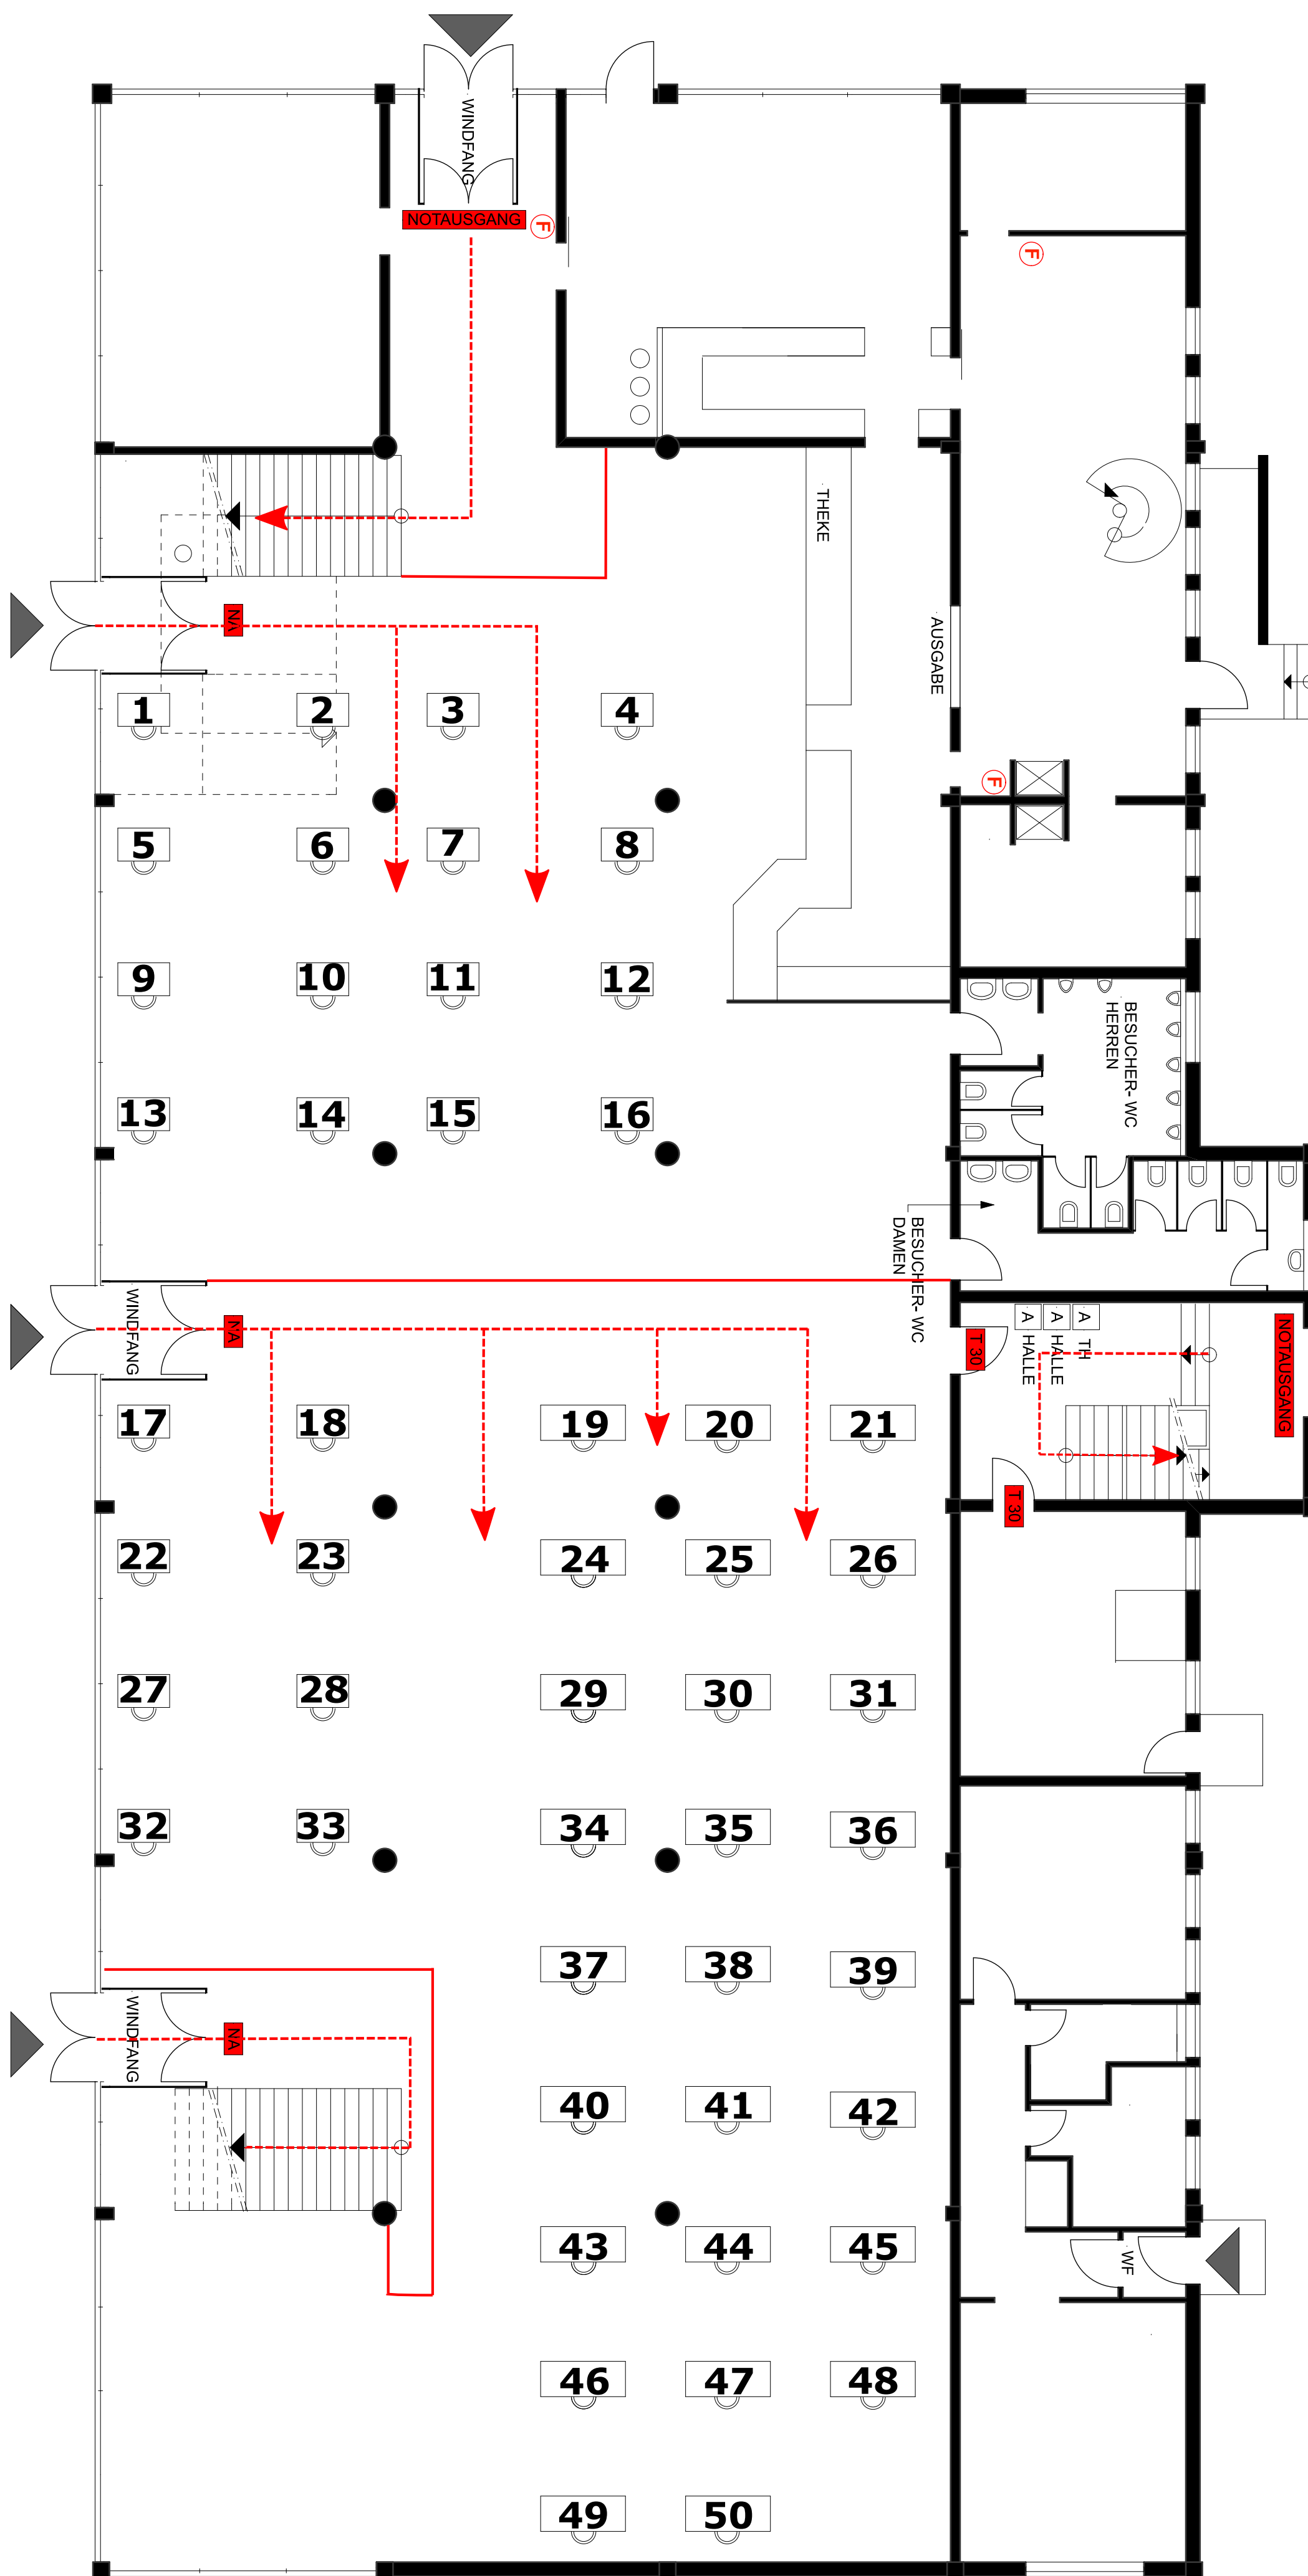 WINDFANG
NOTAUSGANG
F
F
THEKE
NA
AUSGABE
1
2
3
4
F
5
6
7
8
9
10
11
12
BESUCHER- WC
HERREN
13
14
15
16
BESUCHER- WC
DAMEN
WINDFANG
NA
T 30
A HALLE
A HALLE
A TH
NOTAUSGANG
17
18
19
20
21
T 30
22
23
24
25
26
27
28
29
30
31
32
33
34
35
36
37
38
39
WINDFANG
NA
40
41
42
43
44
45
WF
46
47
48
49
50